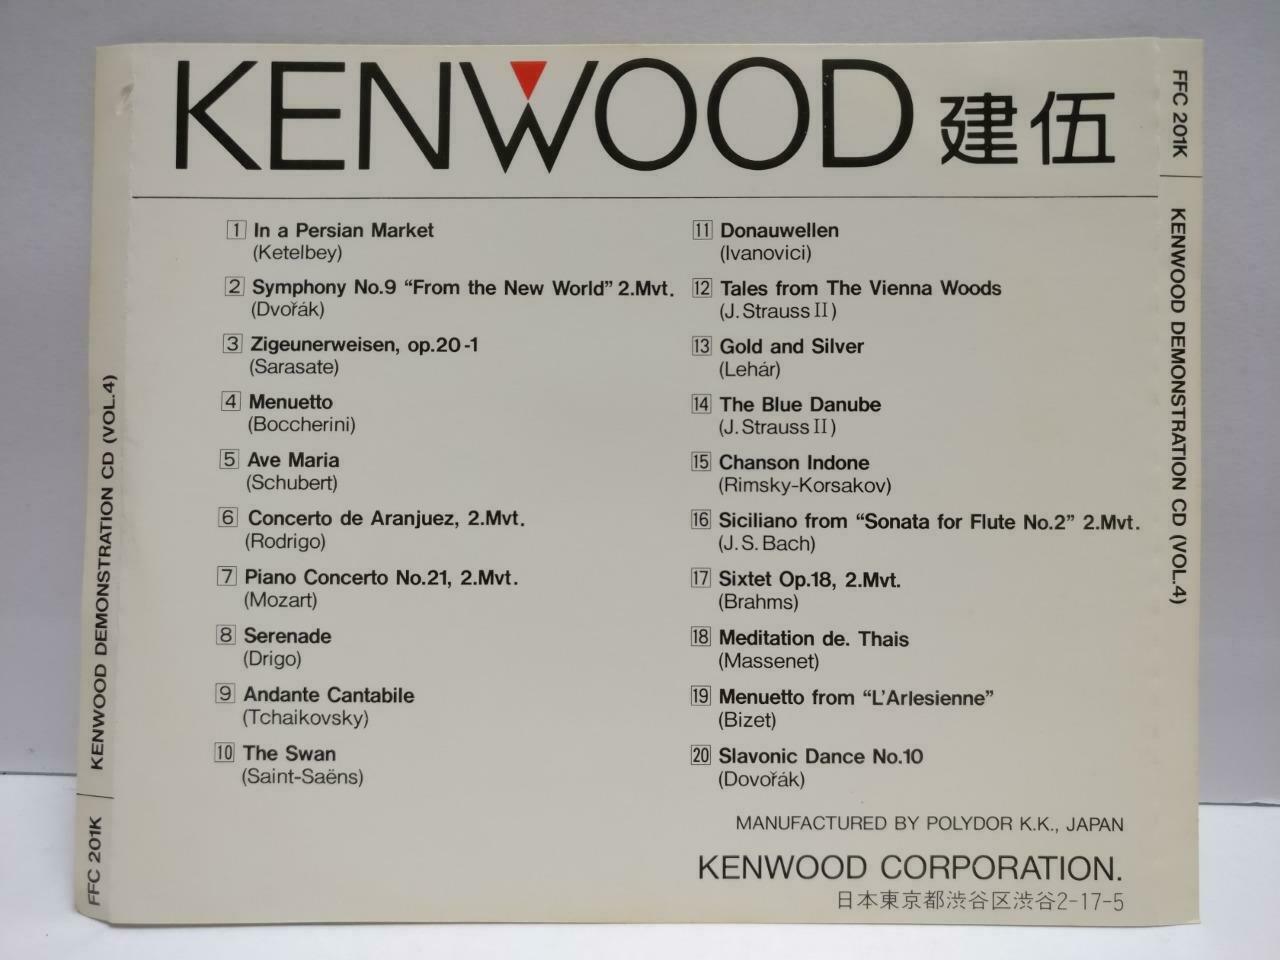 KENWOOD 建伍
1 In a Persian Market
(Ketelbey)
2 Symphony No.9 “From the New World” 2.Mvt.
(Dvořák)
3 Zigeunerweisen, op.20-1
(Sarasate)
4 Menuetto
(Boccherini)
5 Ave Maria
(Schubert)
6 Concerto de Aranjuez, 2.Mvt.
(Rodrigo)
7 Piano Concerto No.21, 2.Mvt.
(Mozart)
8 Serenade
(Drigo)
9 Andante Cantabile
(Tchaikovsky)
10 The Swan
(Saint-Saëns)
11 Donauwellen
(Ivanovici)
12 Tales from The Vienna Woods
(J. Strauss II)
13 Gold and Silver
(Lehár)
14 The Blue Danube
(J. Strauss II)
15 Chanson Indone
(Rimsky-Korsakov)
16 Siciliano from “Sonata for Flute No.2” 2.Mvt.
(J.S. Bach)
17 Sixtet Op.18, 2.Mvt.
(Brahms)
18 Meditation de. Thais
(Massenet)
19 Menuetto from “L'Arlesienne”
(Bizet)
20 Slavonic Dance No.10
(Dovořák)
MANUFACTURED BY POLYDOR K.K., JAPAN
KENWOOD CORPORATION.
日本東京都渋谷区渋谷2-17-5
FFC 201K KENWOOD DEMONSTRATION CD (VOL.4)
FFC 201K KENWOOD DEMONSTRATION CD (VOL.4)